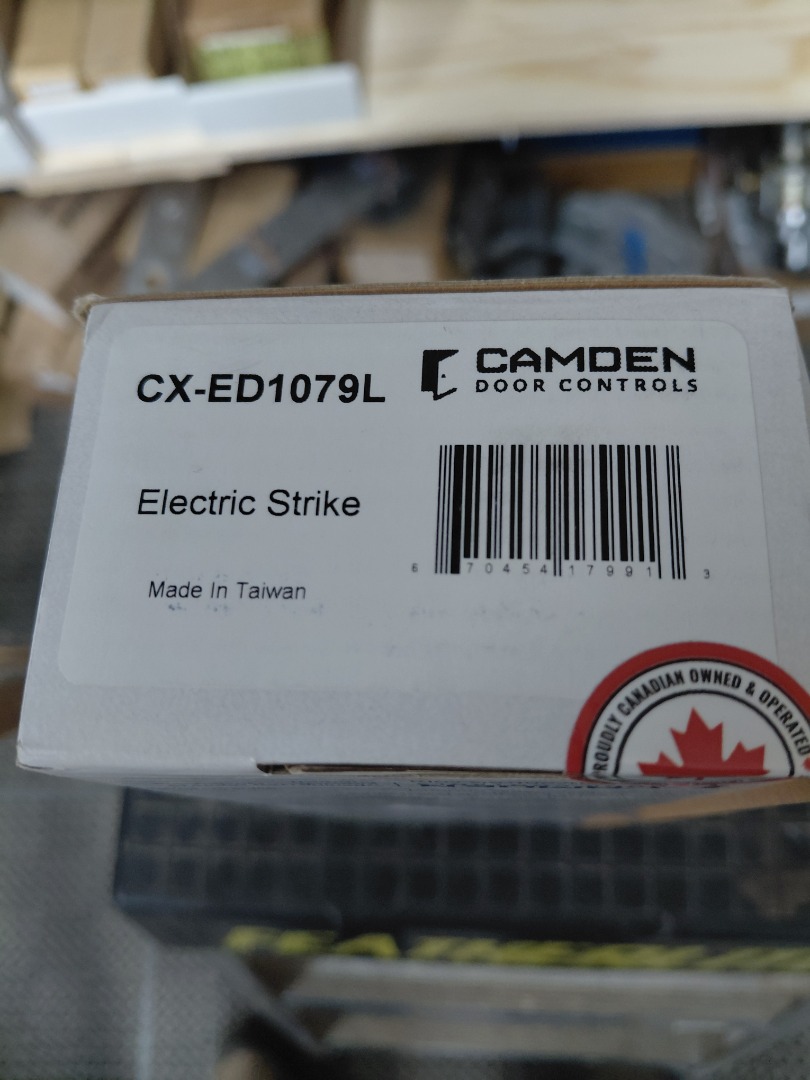 CX-ED1079L
CAMDEN
DOOR CONTROLS
Electric Strike
6 70454 17991 3
Made In Taiwan
PROUDLY CANADIAN OWNED & OPERATED